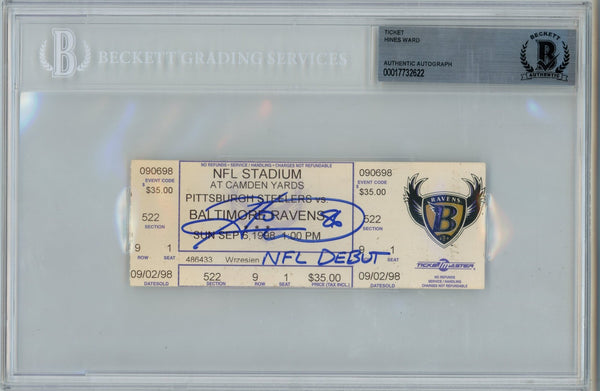 BECKETT GRADING SERVICES
TICKET
HINES WARD
AUTHENTIC AUTOGRAPH
00017732622
BECKETT
B
AUTHENTIC
NO REFUNDS - SERVICE / HANDLING - CHARGES NOT REFUNDABLE
090698
EVENT CODE
$ 35.00
522
SECTION
9 1
09/02/98
DATESOLD
NFL STADIUM
AT CAMDEN YARDS
PITTSBURGH STEELERS vs.
BALTIMORE RAVENS
SUN SEP 6,1998 1:00 PM
86
NFL DEBUT
486433 Wrzesien
522 9 1 $35.00
SECTION ROW SEAT PRICE (TAX INCL.)
090698
EVENT CODE
$ 35.00
522
SECTION
9 1
ROW SEAT
09/02/98
DATESOLD
RAVENS
B
TICKETMASTER
NO REFUNDS
SERVICE / HANDLING
CHARGES NOT REFUNDABLE